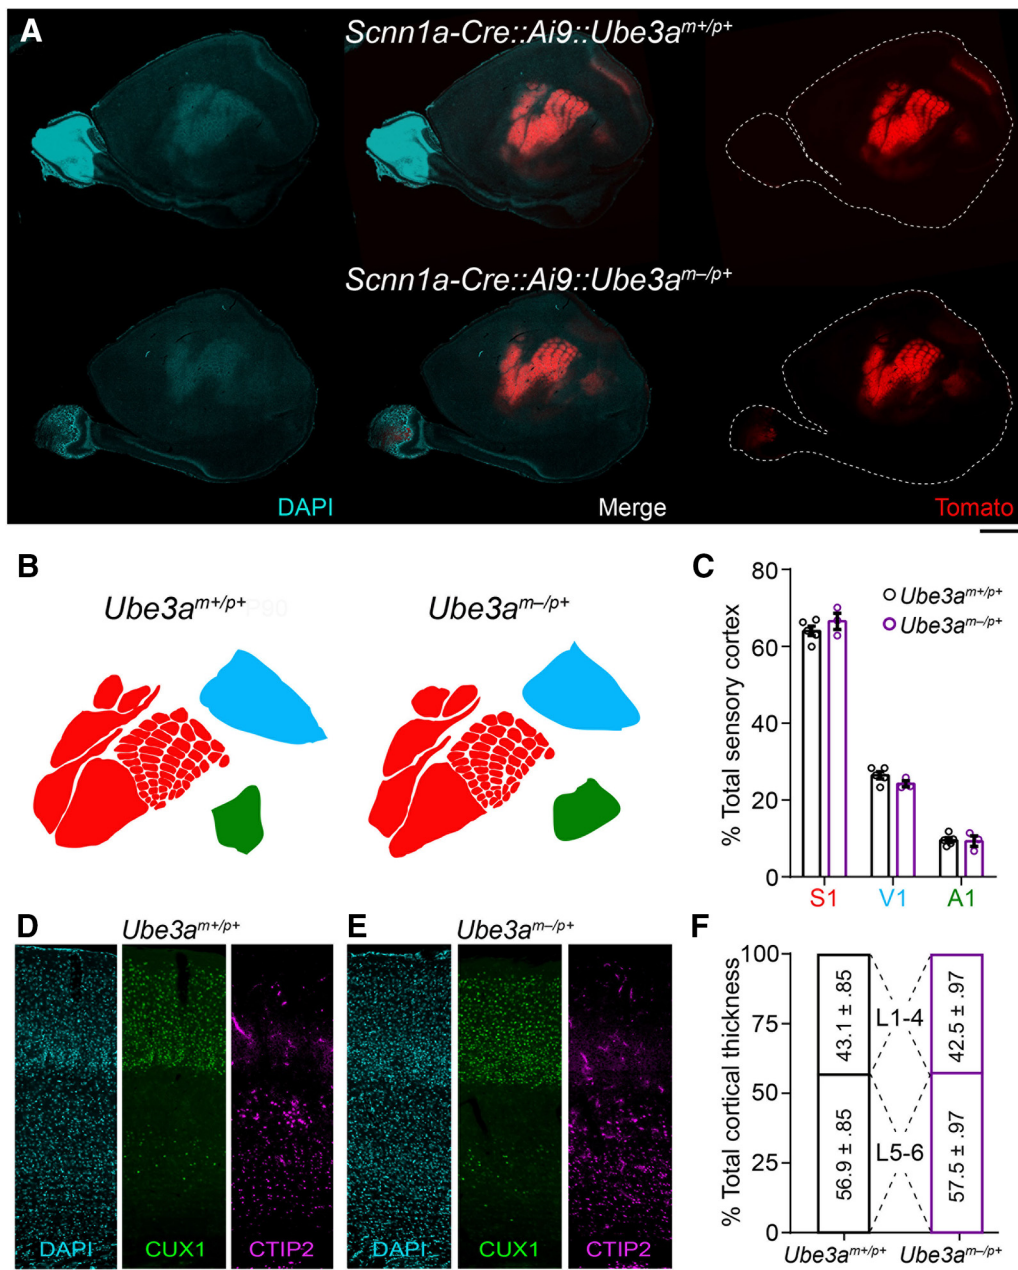 A
Scnn1a-Cre::Ai9::Ube3a^m+/p+
Scnn1a-Cre::Ai9::Ube3a^m–/p+
DAPI
Merge
Tomato
B
Ube3a^m+/p+
P90
Ube3a^m–/p+
C
% Total sensory cortex
80
60
40
20
0
Ube3a^m+/p+
Ube3a^m–/p+
S1
V1
A1
D
Ube3a^m+/p+
DAPI
CUX1
CTIP2
E
Ube3a^m–/p+
DAPI
CUX1
CTIP2
F
% Total cortical thickness
100
75
50
25
0
43.1 ± .85
56.9 ± .85
L1-4
L5-6
42.5 ± .97
57.5 ± .97
Ube3a^m+/p+
Ube3a^m–/p+